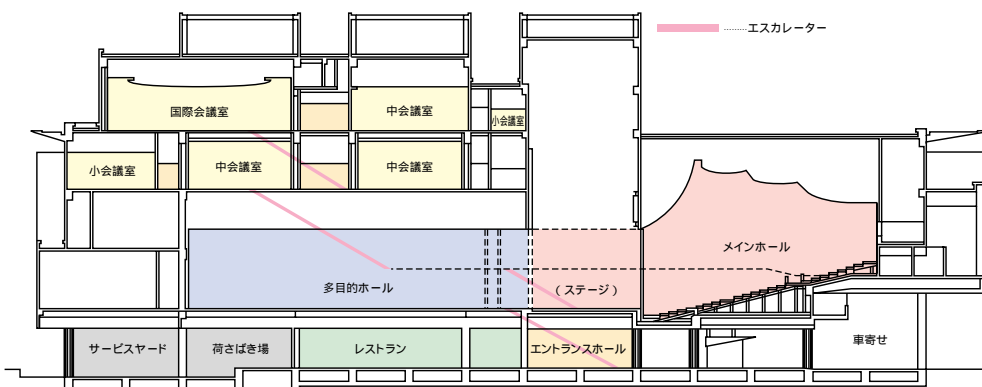 エスカレーター
国際会議室
中会議室
小会議室
小会議室
中会議室
中会議室
メインホール
多目的ホール
（ステージ）
サービスヤード
荷さばき場
レストラン
エントランスホール
車寄せ